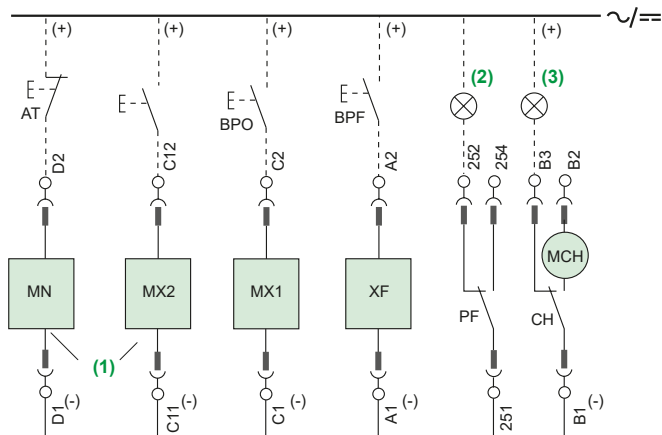 (+) (+) (+) (+) (+)
(2) (3)
AT BPO BPF
D2 C12 C2 A2 252 254 B3 B2
MCH
MN MX2 MX1 XF
PF CH
(1)
D1 (-) C11 (-) C1 (-) A1 (-) 251 B1 (-)